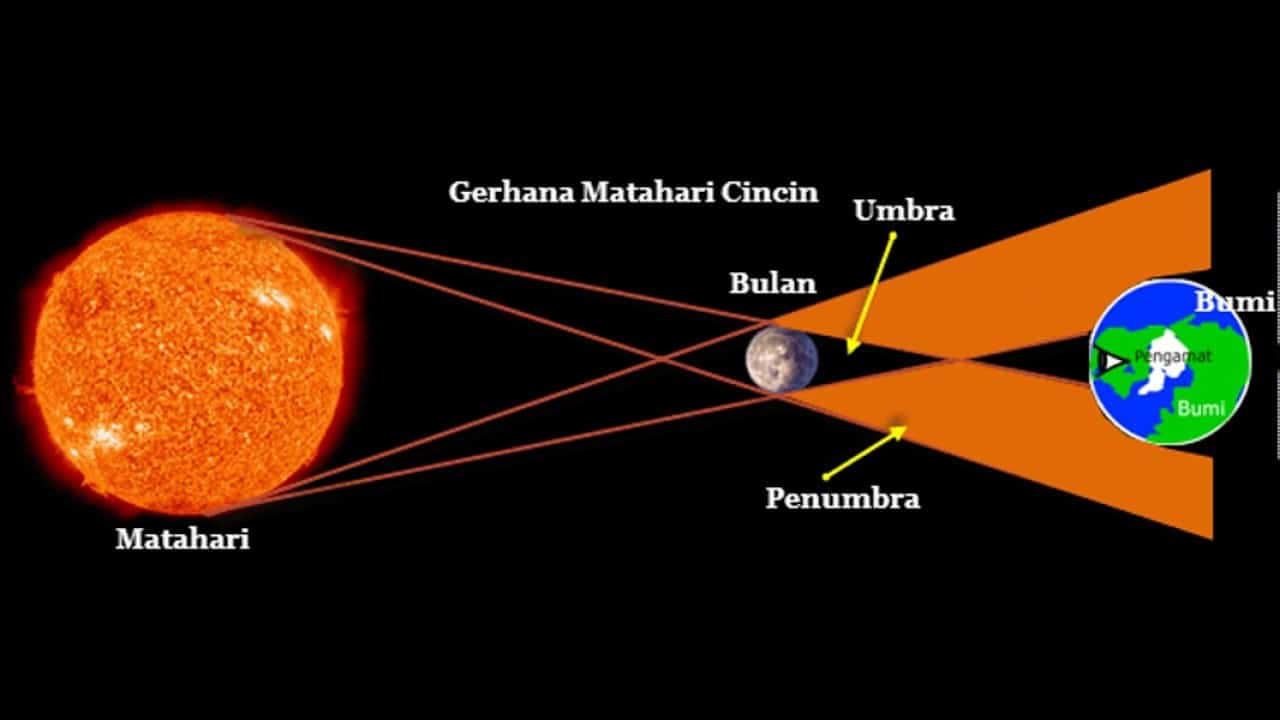 Gerhana Matahari Cincin
Umbra
Bulan
Bumi
Pengamat
Bumi
Penumbra
Matahari